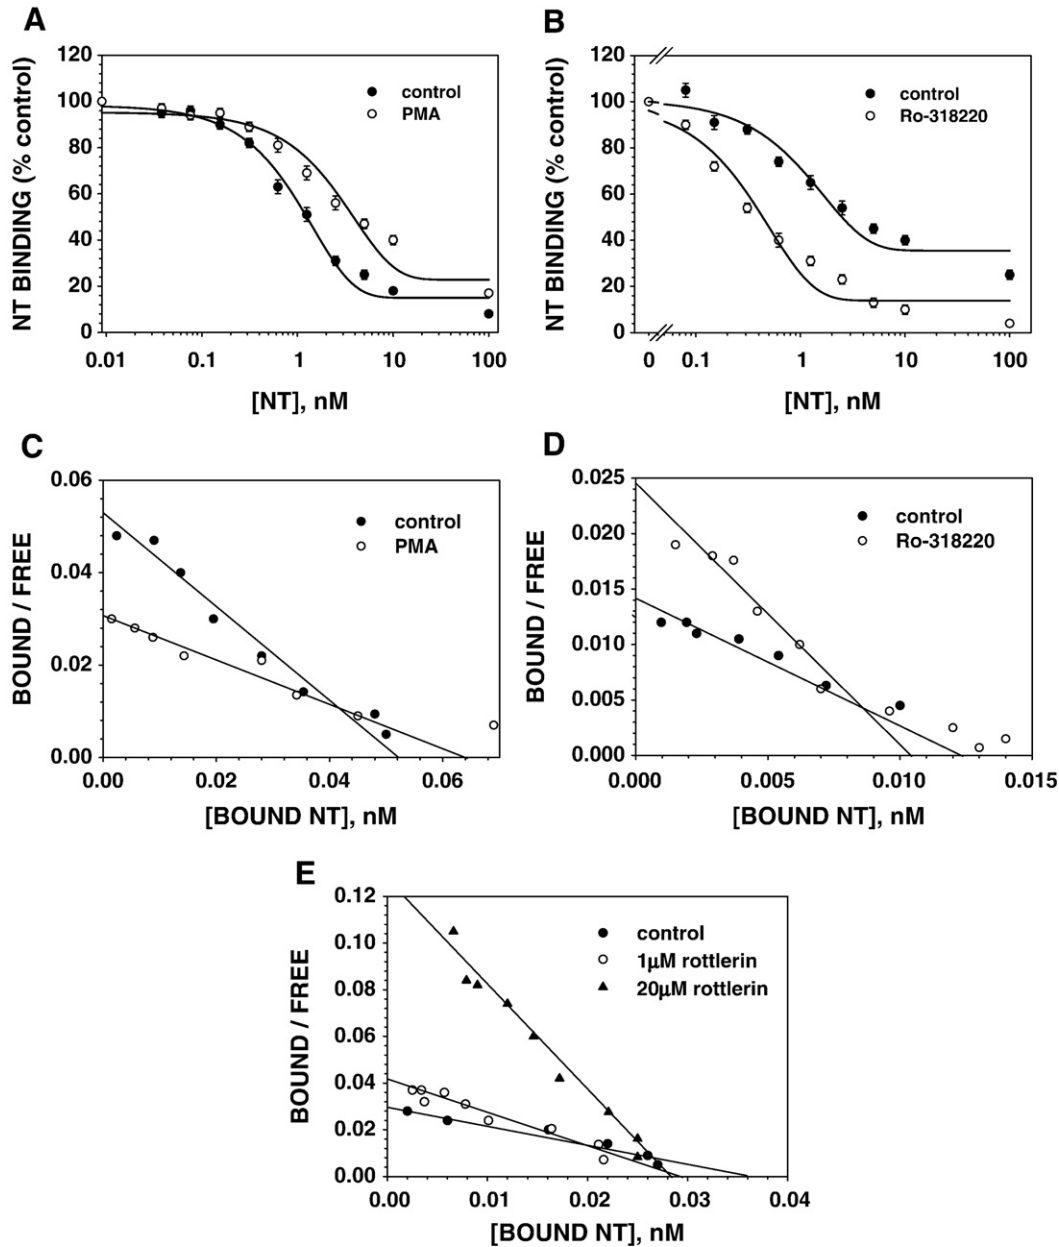 A
NT BINDING (% control)
120
100
80
60
40
20
0
control
PMA
0.01
0.1
1
10
100
[NT], nM
B
NT BINDING (% control)
120
100
80
60
40
20
0
control
Ro-318220
0
0.1
1
10
100
[NT], nM
C
BOUND / FREE
0.06
0.04
0.02
0.00
control
PMA
0.00
0.02
0.04
0.06
[BOUND NT], nM
D
BOUND / FREE
0.025
0.020
0.015
0.010
0.005
0.000
control
Ro-318220
0.000
0.005
0.010
0.015
[BOUND NT], nM
E
BOUND / FREE
0.12
0.10
0.08
0.06
0.04
0.02
0.00
control
1μM rottlerin
20μM rottlerin
0.00
0.01
0.02
0.03
0.04
[BOUND NT], nM